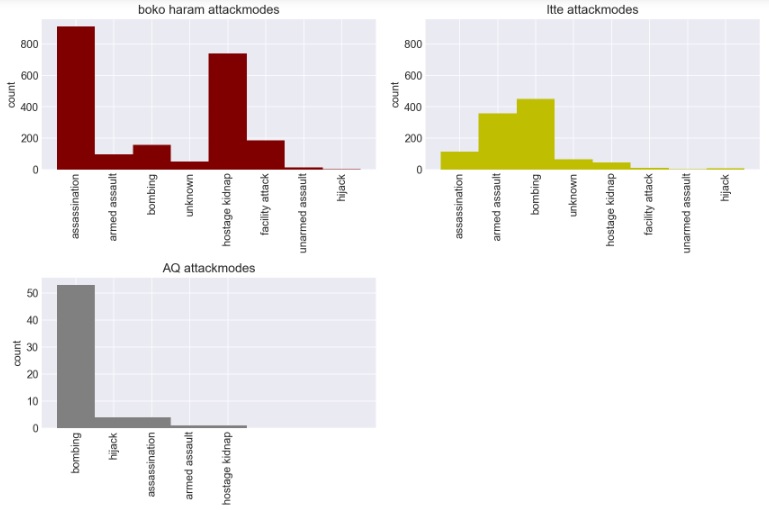 boko haram attackmodes
count
800
600
400
200
0
assassination
armed assault
bombing
unknown
hostage kidnap
facility attack
unarmed assault
hijack
ltte attackmodes
count
800
600
400
200
0
assassination
armed assault
bombing
unknown
hostage kidnap
facility attack
unarmed assault
hijack
AQ attackmodes
count
50
40
30
20
10
0
bombing
hijack
assassination
armed assault
hostage kidnap